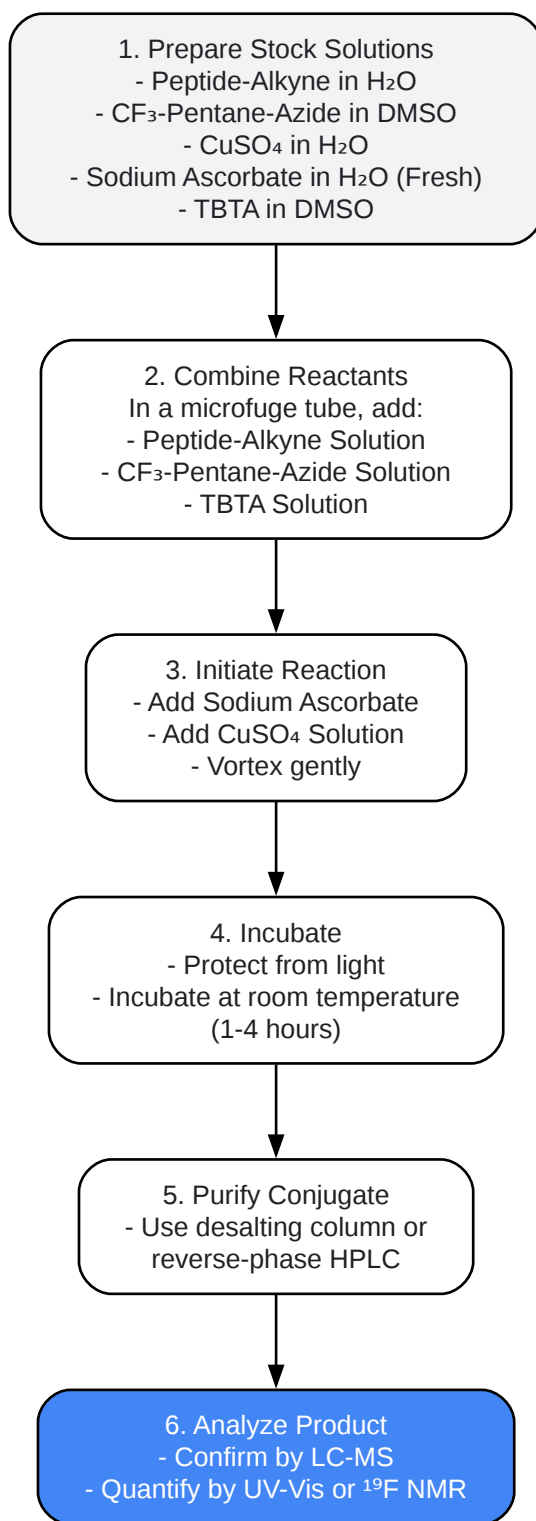 1. Prepare Stock Solutions
- Peptide-Alkyne in H₂O
- CF₃-Pentane-Azide in DMSO
- CuSO₄ in H₂O
- Sodium Ascorbate in H₂O (Fresh)
- TBTA in DMSO
2. Combine Reactants
In a microfuge tube, add:
- Peptide-Alkyne Solution
- CF₃-Pentane-Azide Solution
- TBTA Solution
3. Initiate Reaction
- Add Sodium Ascorbate
- Add CuSO₄ Solution
- Vortex gently
4. Incubate
- Protect from light
- Incubate at room temperature
(1-4 hours)
5. Purify Conjugate
- Use desalting column or
reverse-phase HPLC
6. Analyze Product
- Confirm by LC-MS
- Quantify by UV-Vis or ¹⁹F NMR